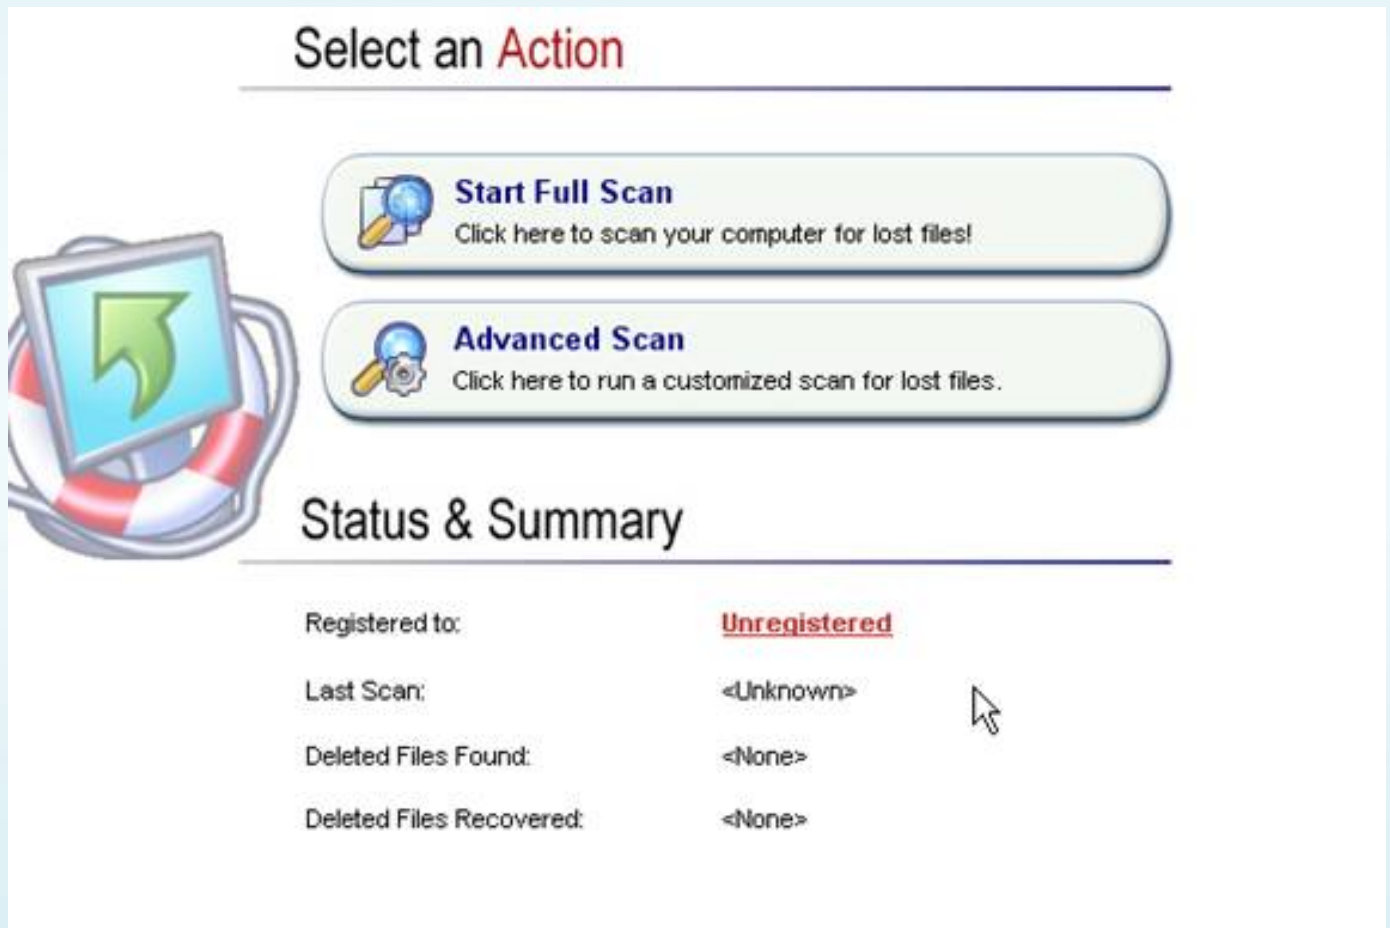 Select an Action
Start Full Scan
Click here to scan your computer for lost files!
Advanced Scan
Click here to run a customized scan for lost files.
Status & Summary
Registered to: Unregistered
Last Scan: <Unknown>
Deleted Files Found: <None>
Deleted Files Recovered: <None>